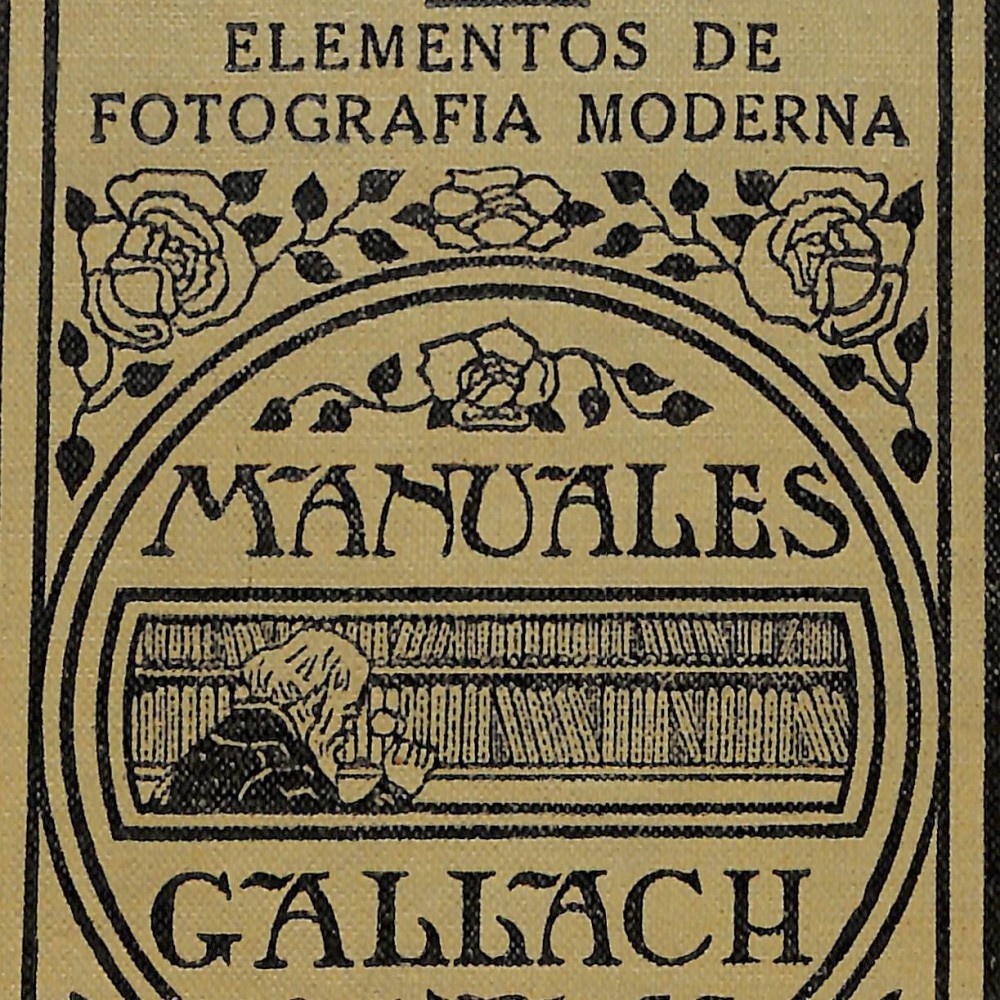 ELEMENTOS DE
FOTOGRAFIA MODERNA
MANUALES
GALLACH